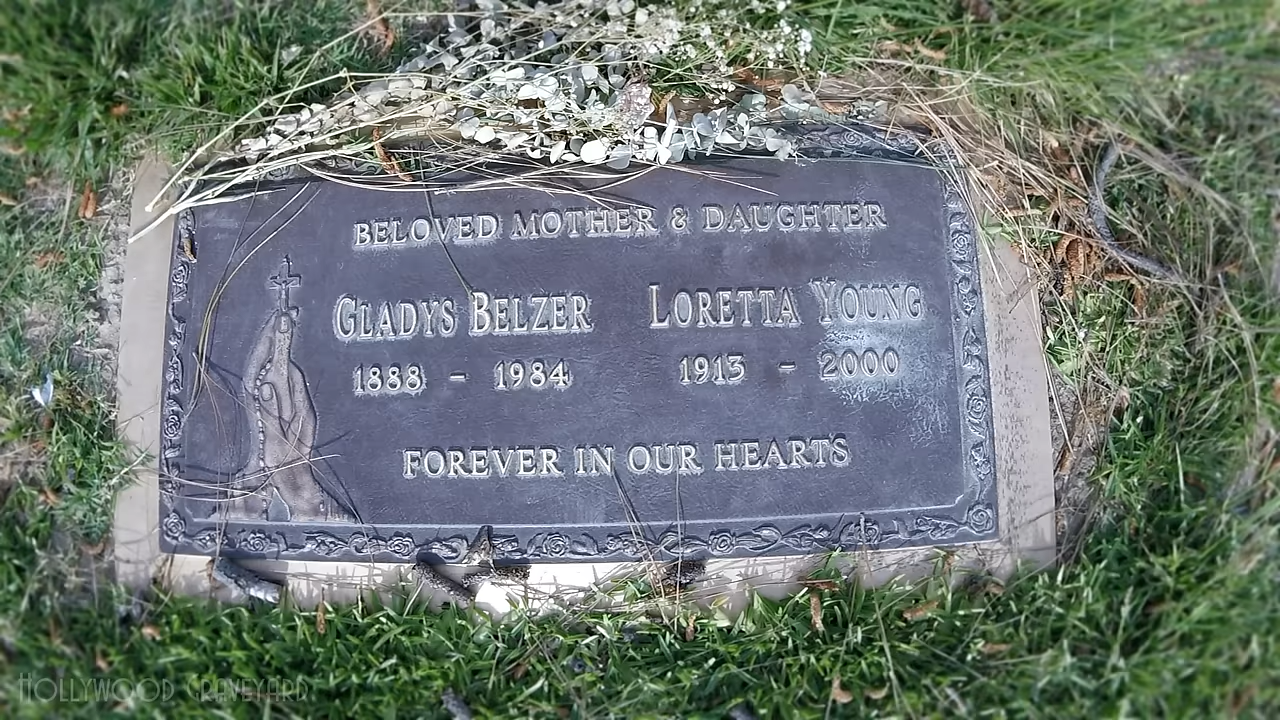 BELOVED MOTHER & DAUGHTER
GLADYS BELZER LORETTA YOUNG
1888 - 1984 1913 - 2000
FOREVER IN OUR HEARTS
HOLLYWOOD GRAVEYARD